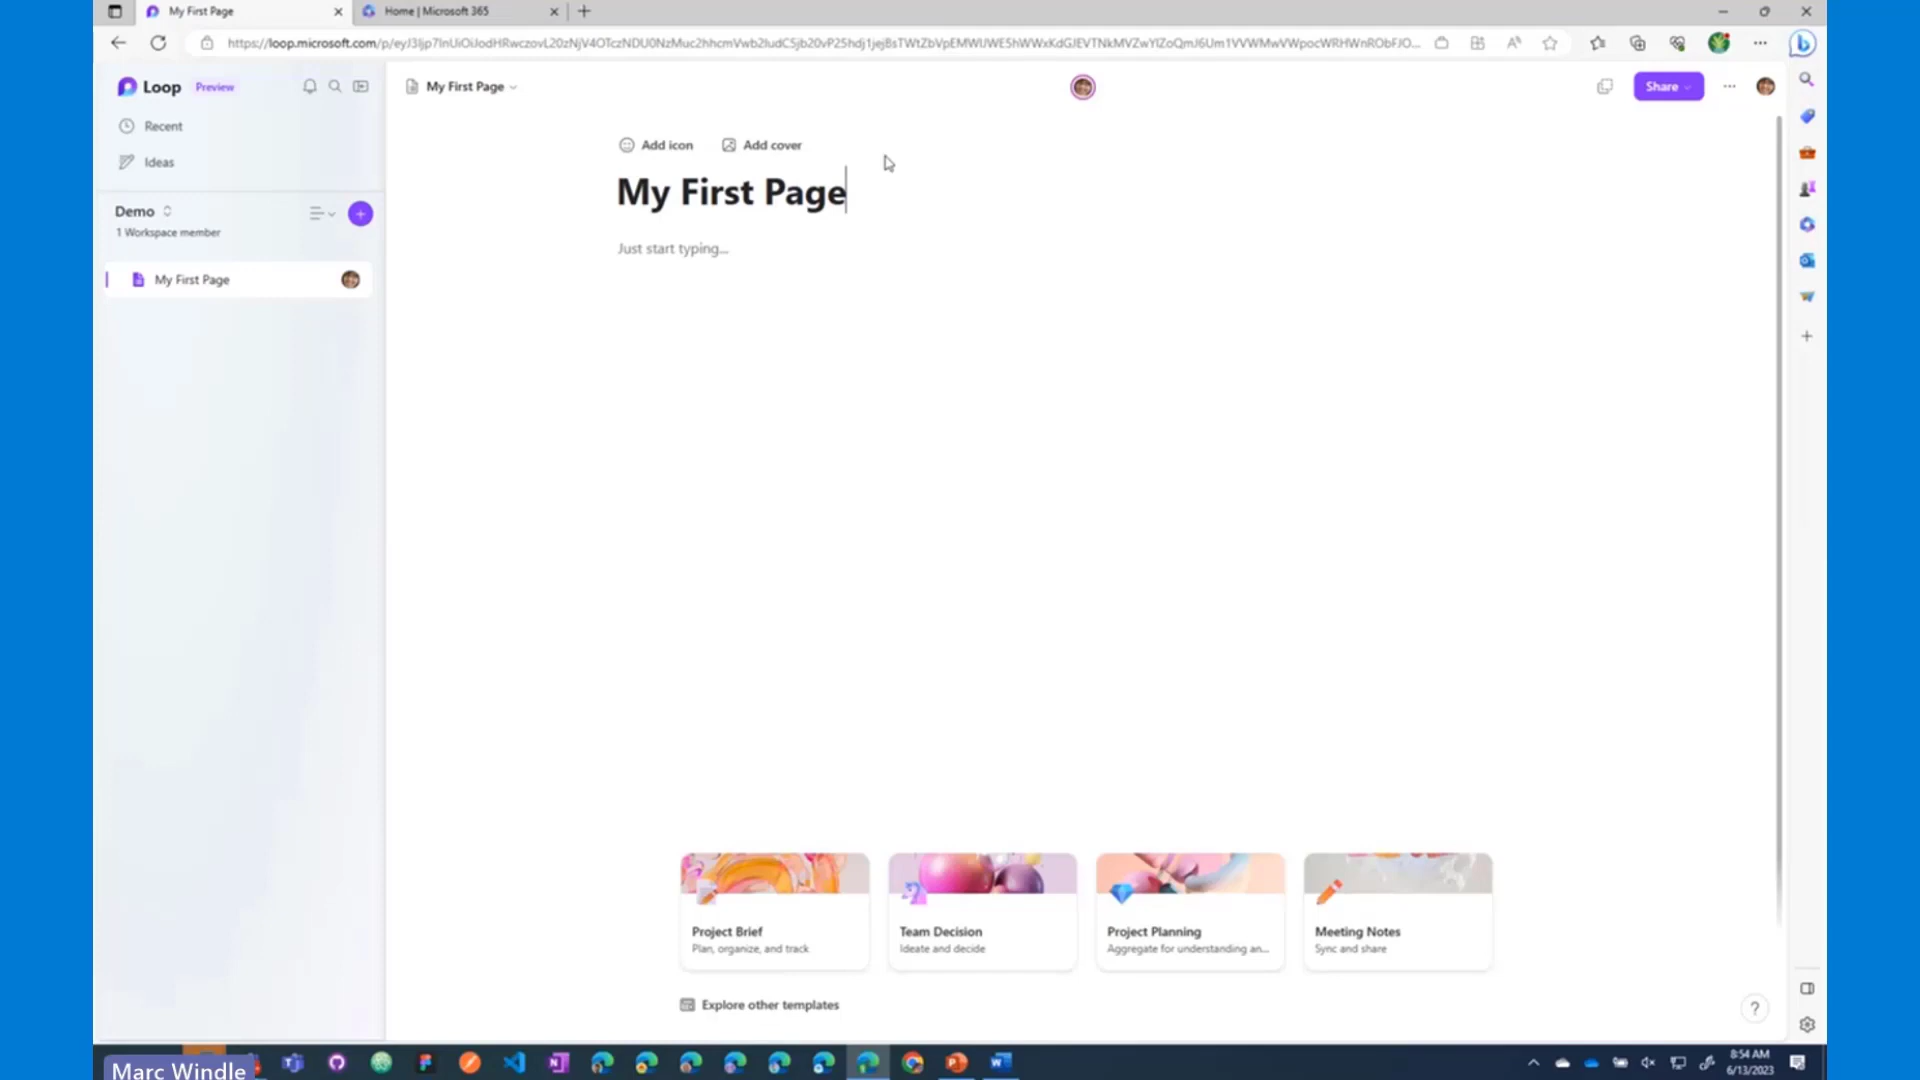 My First Page
Home | Microsoft 365
Loop Preview
My First Page
Share
Recent
Ideas
Add icon
Add cover
My First Page
Demo
1 Workspace member
Just start typing...
My First Page
Project Brief
Plan, organize, and track
Team Decision
Ideate and decide
Project Planning
Aggregate for understanding an...
Meeting Notes
Sync and share
Explore other templates
8:54 AM
6/13/2023
Marc Windle